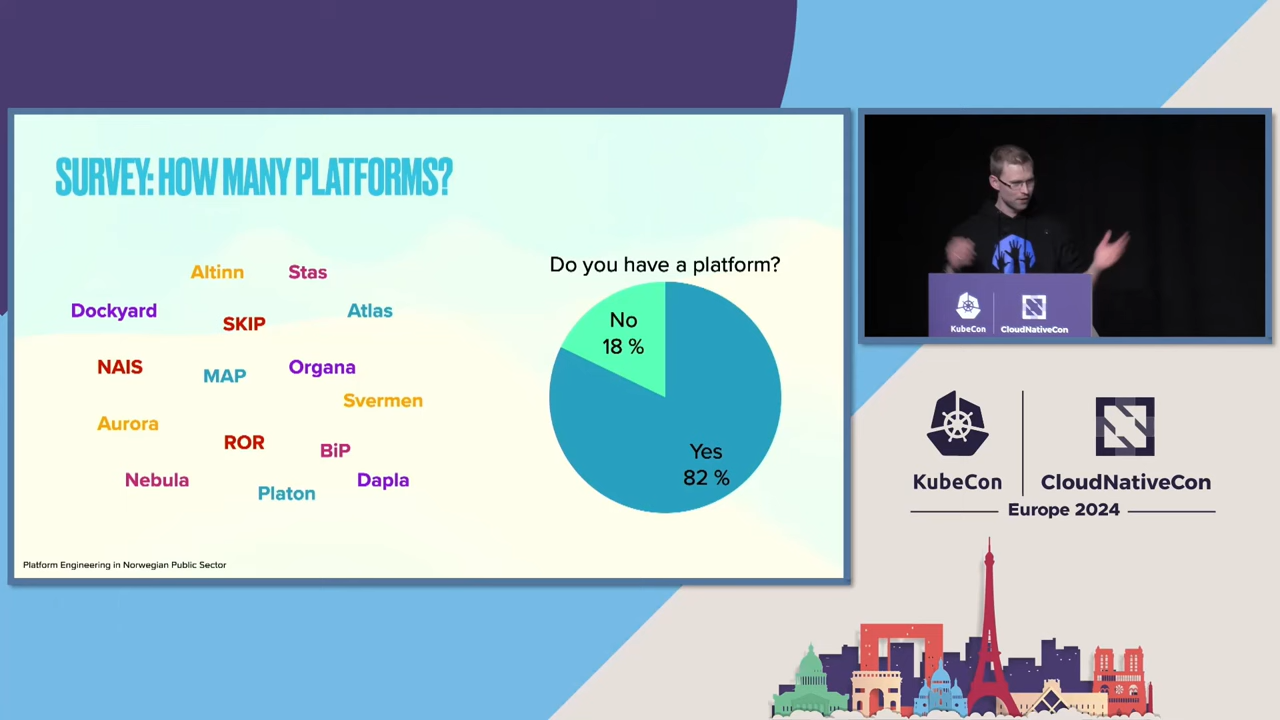 SURVEY: HOW MANY PLATFORMS?
Altinn
Stas
Dockyard
SKIP
Atlas
NAIS
MAP
Organa
Svermen
Aurora
ROR
BiP
Nebula
Platon
Dapla
Do you have a platform?
No
18 %
Yes
82 %
Platform Engineering in Norwegian Public Sector
KubeCon
CloudNativeCon
KubeCon
CloudNativeCon
Europe 2024